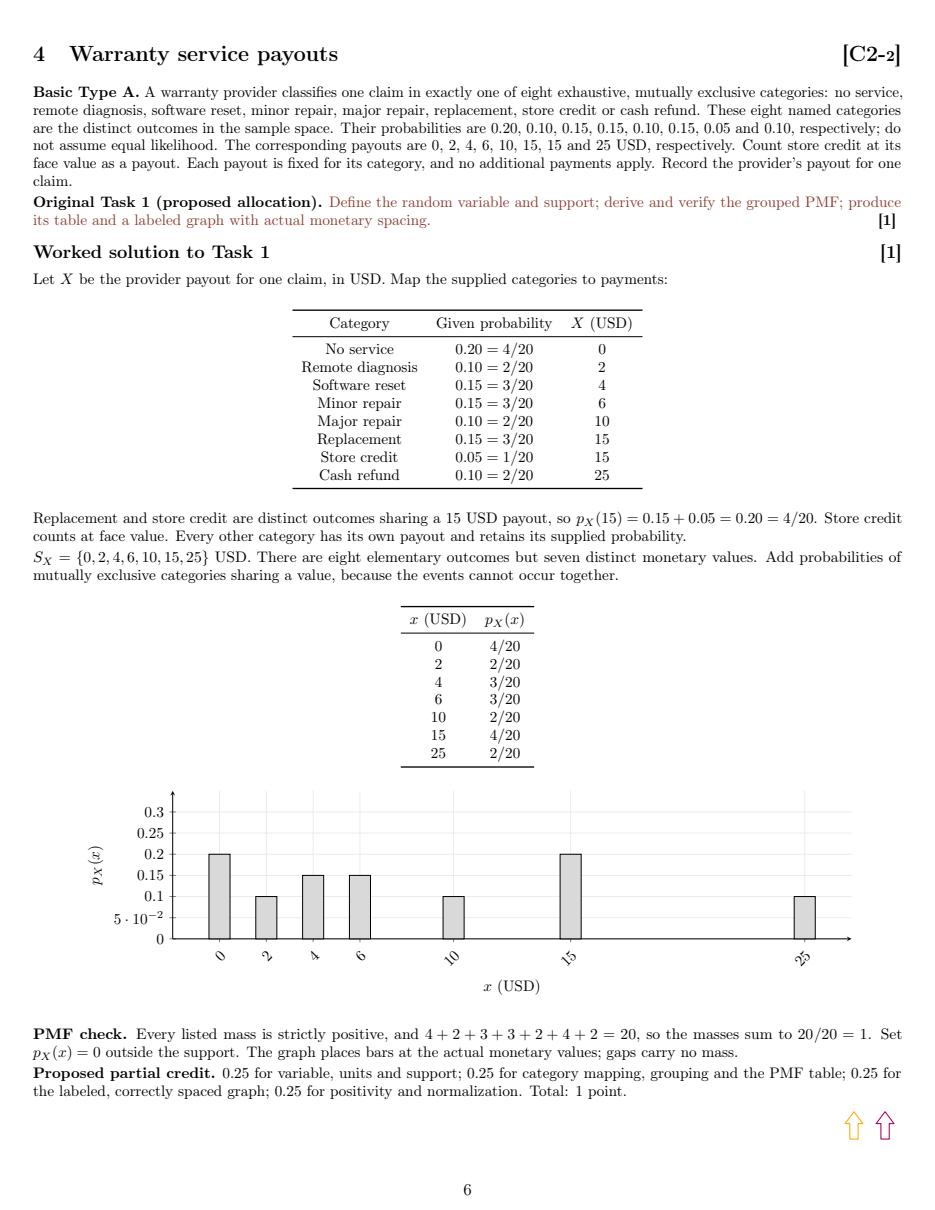 4 Warranty service payouts [C2-2]
Basic Type A. A warranty provider classifies one claim in exactly one of eight exhaustive, mutually exclusive categories: no service,
remote diagnosis, software reset, minor repair, major repair, replacement, store credit or cash refund. These eight named categories
are the distinct outcomes in the sample space. Their probabilities are 0.20, 0.10, 0.15, 0.15, 0.10, 0.15, 0.05 and 0.10, respectively; do
not assume equal likelihood. The corresponding payouts are 0, 2, 4, 6, 10, 15, 15 and 25 USD, respectively. Count store credit at its
face value as a payout. Each payout is fixed for its category, and no additional payments apply. Record the provider's payout for one
claim.
Original Task 1 (proposed allocation). Define the random variable and support; derive and verify the grouped PMF; produce
its table and a labeled graph with actual monetary spacing. [1]
Worked solution to Task 1 [1]
Let X be the provider payout for one claim, in USD. Map the supplied categories to payments:
Category Given probability X (USD)
No service 0.20 = 4/20 0
Remote diagnosis 0.10 = 2/20 2
Software reset 0.15 = 3/20 4
Minor repair 0.15 = 3/20 6
Major repair 0.10 = 2/20 10
Replacement 0.15 = 3/20 15
Store credit 0.05 = 1/20 15
Cash refund 0.10 = 2/20 25
Replacement and store credit are distinct outcomes sharing a 15 USD payout, so p_X(15) = 0.15 + 0.05 = 0.20 = 4/20. Store credit
counts at face value. Every other category has its own payout and retains its supplied probability.
S_X = {0, 2, 4, 6, 10, 15, 25} USD. There are eight elementary outcomes but seven distinct monetary values. Add probabilities of
mutually exclusive categories sharing a value, because the events cannot occur together.
x (USD) p_X(x)
0 4/20
2 2/20
4 3/20
6 3/20
10 2/20
15 4/20
25 2/20
0.3
0.25
0.2
0.15
0.1
5 · 10⁻²
0
p_X(x)
0 2 4 6 10 15 25
x (USD)
PMF check. Every listed mass is strictly positive, and 4 + 2 + 3 + 3 + 2 + 4 + 2 = 20, so the masses sum to 20/20 = 1. Set
p_X(x) = 0 outside the support. The graph places bars at the actual monetary values; gaps carry no mass.
Proposed partial credit. 0.25 for variable, units and support; 0.25 for category mapping, grouping and the PMF table; 0.25 for
the labeled, correctly spaced graph; 0.25 for positivity and normalization. Total: 1 point.
6